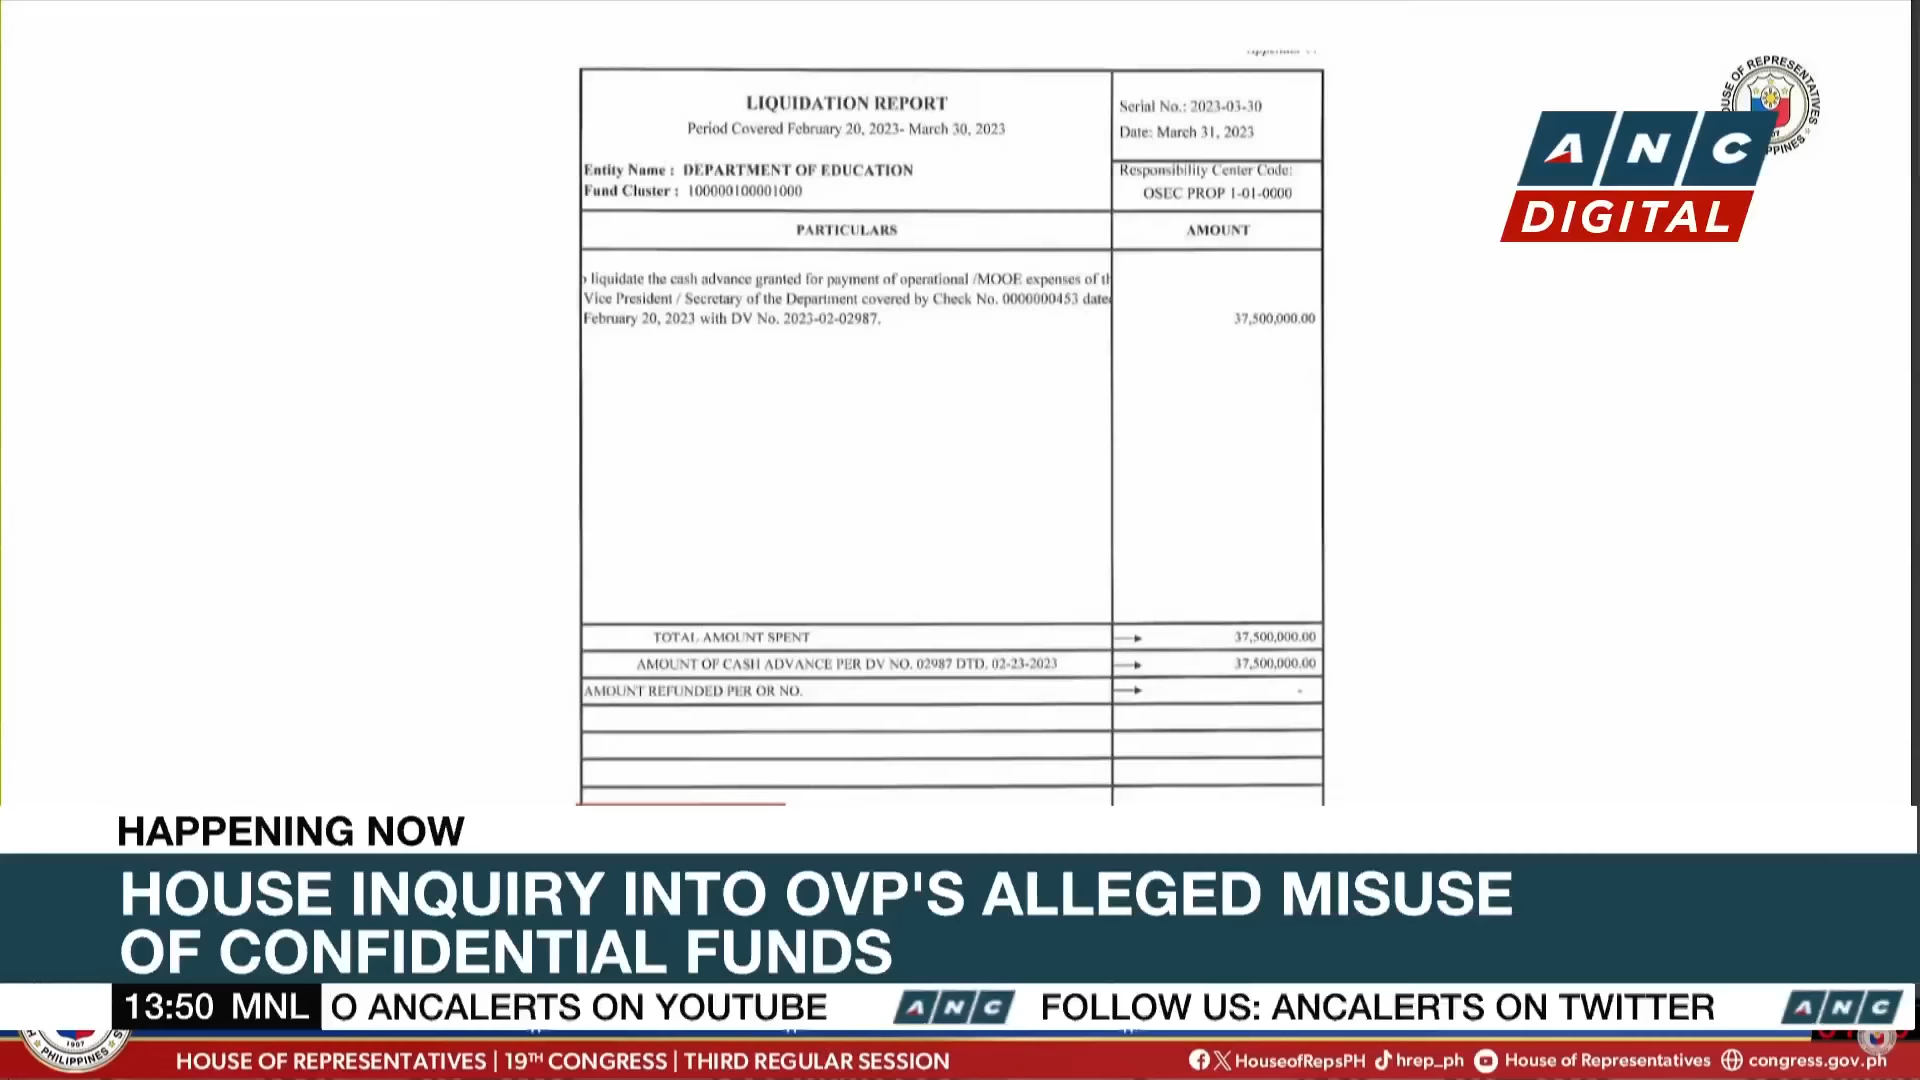 LIQUIDATION REPORT
Period Covered February 20, 2023- March 30, 2023
Serial No.: 2023-03-30
Date: March 31, 2023
Entity Name : DEPARTMENT OF EDUCATION
Fund Cluster : 100000100001000
Responsibility Center Code:
OSEC PROP 1-01-0000
PARTICULARS
AMOUNT
liquidate the cash advance granted for payment of operational /MOOE expenses of th
Vice President / Secretary of the Department covered by Check No. 0000000453 date
February 20, 2023 with DV No. 2023-02-02987.
37,500,000.00
TOTAL AMOUNT SPENT
37,500,000.00
AMOUNT OF CASH ADVANCE PER DV NO. 02987 DTD. 02-23-2023
37,500,000.00
AMOUNT REFUNDED PER OR NO.
-
OF REPRESENTATIVES
ANC
DIGITAL
HAPPENING NOW
HOUSE INQUIRY INTO OVP'S ALLEGED MISUSE
OF CONFIDENTIAL FUNDS
13:50 MNL
O ANCALERTS ON YOUTUBE
ANC
FOLLOW US: ANCALERTS ON TWITTER
ANC
1907
PHILIPPINES
HOUSE OF REPRESENTATIVES | 19TH CONGRESS | THIRD REGULAR SESSION
HouseofRepsPH
hrep_ph
House of Representatives
congress.gov.ph